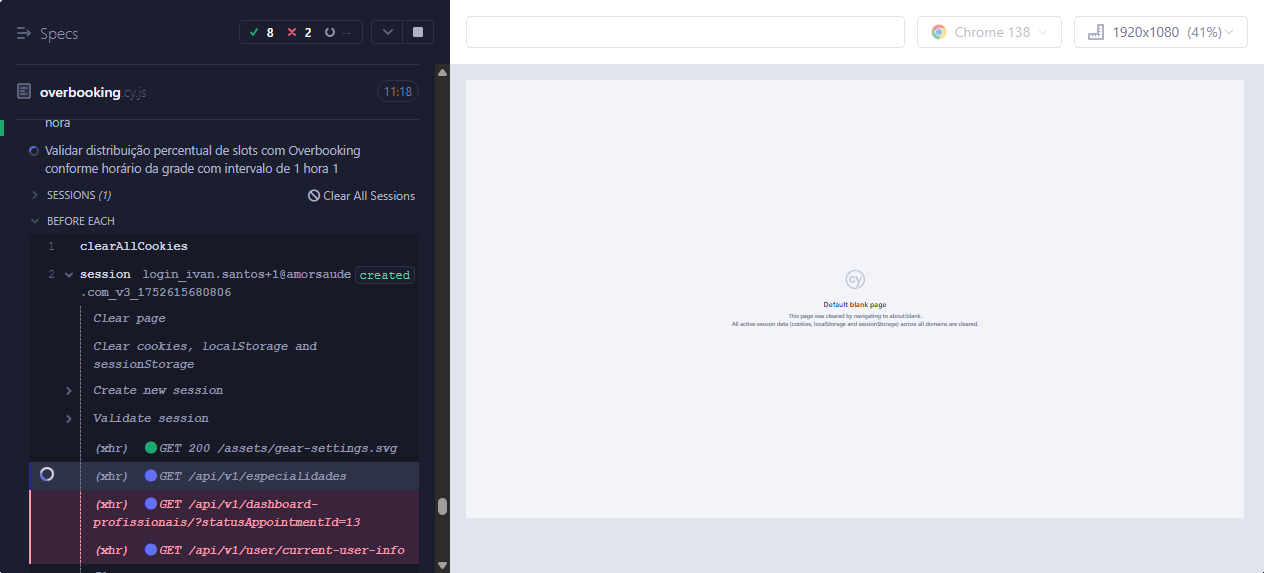 Specs
8 2 --
Chrome 138
1920x1080 (41%)
overbooking.cy.js
11:18
hora
Validar distribuição percentual de slots com Overbooking
conforme horário da grade com intervalo de 1 hora 1
SESSIONS (1)
Clear All Sessions
BEFORE EACH
1 clearAllCookies
2 session login_ivan.santos+1@amorsaude
.com_v3_1752615680806
created
Clear page
Clear cookies, localStorage and
sessionStorage
Create new session
Validate session
(xhr) GET 200 /assets/gear-settings.svg
(xhr) GET /api/v1/especialidades
(xhr) GET /api/v1/dashboard-
profissionais/?statusAppointmentId=13
(xhr) GET /api/v1/user/current-user-info
cy
Default blank page
This page was cleared by navigating to about:blank.
All active session data (cookies, localStorage and sessionStorage) across all domains are cleared.